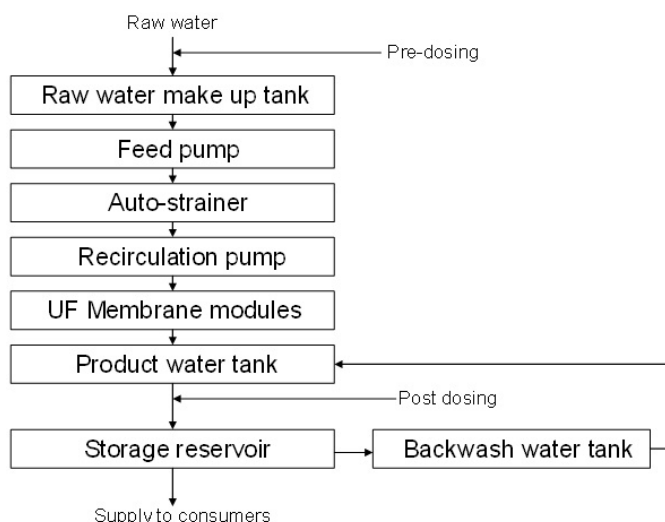 Raw water
Pre-dosing
Raw water make up tank
Feed pump
Auto-strainer
Recirculation pump
UF Membrane modules
Product water tank
Post dosing
Storage reservoir
Backwash water tank
Supply to consumers